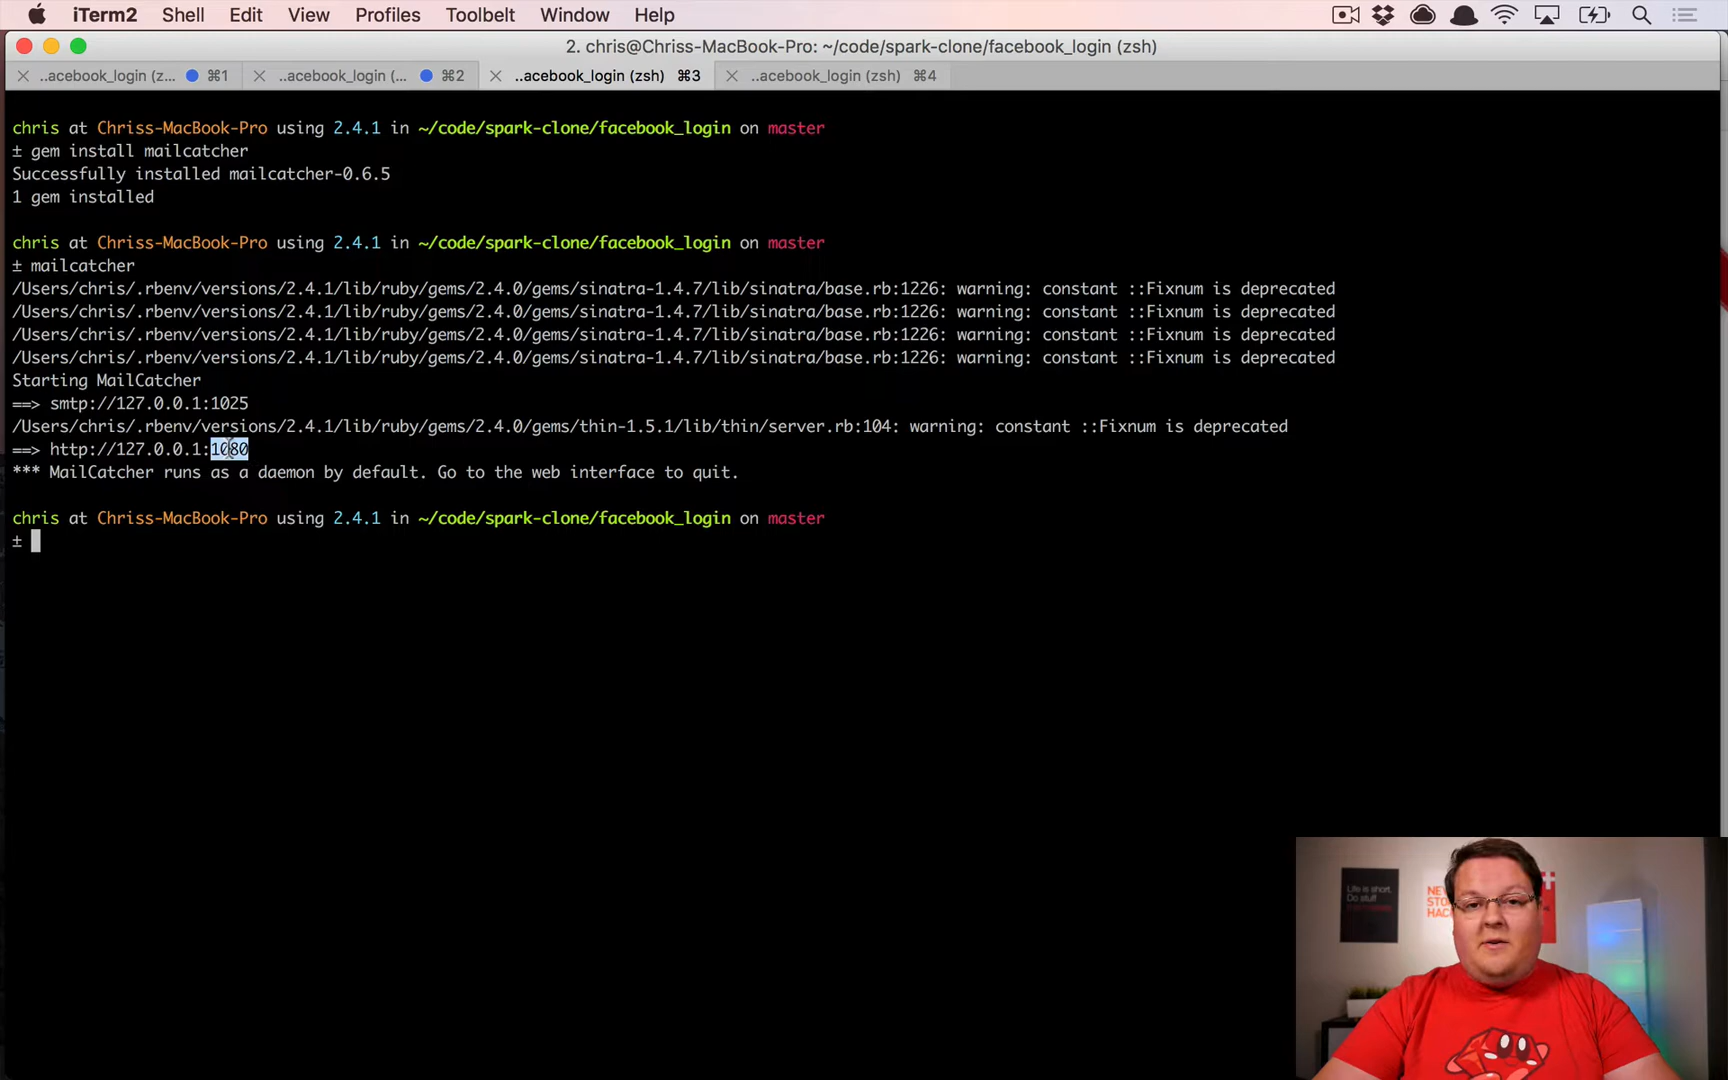 iTerm2 Shell Edit View Profiles Toolbelt Window Help
2. chris@Chriss-MacBook-Pro: ~/code/spark-clone/facebook_login (zsh)
..acebook_login (z... ⌘1 ..acebook_login (... ⌘2 ..acebook_login (zsh) ⌘3 ..acebook_login (zsh) ⌘4
chris at Chriss-MacBook-Pro using 2.4.1 in ~/code/spark-clone/facebook_login on master
± gem install mailcatcher
Successfully installed mailcatcher-0.6.5
1 gem installed
chris at Chriss-MacBook-Pro using 2.4.1 in ~/code/spark-clone/facebook_login on master
± mailcatcher
/Users/chris/.rbenv/versions/2.4.1/lib/ruby/gems/2.4.0/gems/sinatra-1.4.7/lib/sinatra/base.rb:1226: warning: constant ::Fixnum is deprecated
/Users/chris/.rbenv/versions/2.4.1/lib/ruby/gems/2.4.0/gems/sinatra-1.4.7/lib/sinatra/base.rb:1226: warning: constant ::Fixnum is deprecated
/Users/chris/.rbenv/versions/2.4.1/lib/ruby/gems/2.4.0/gems/sinatra-1.4.7/lib/sinatra/base.rb:1226: warning: constant ::Fixnum is deprecated
/Users/chris/.rbenv/versions/2.4.1/lib/ruby/gems/2.4.0/gems/sinatra-1.4.7/lib/sinatra/base.rb:1226: warning: constant ::Fixnum is deprecated
Starting MailCatcher
==> smtp://127.0.0.1:1025
/Users/chris/.rbenv/versions/2.4.1/lib/ruby/gems/2.4.0/gems/thin-1.5.1/lib/thin/server.rb:104: warning: constant ::Fixnum is deprecated
==> http://127.0.0.1:1080
*** MailCatcher runs as a daemon by default. Go to the web interface to quit.
chris at Chriss-MacBook-Pro using 2.4.1 in ~/code/spark-clone/facebook_login on master
±
Life is short.
Do stuff